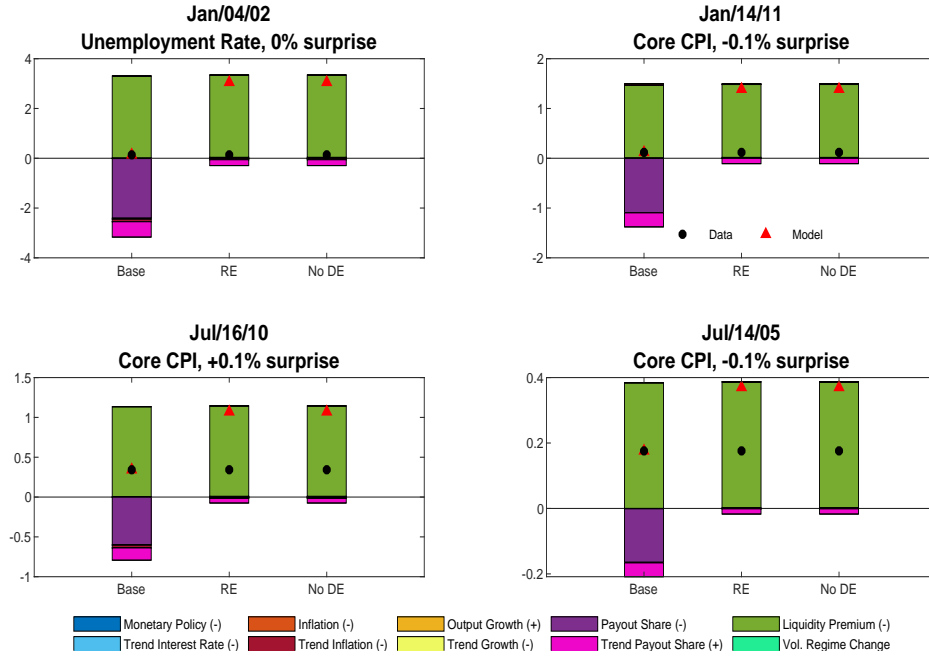 Jan/04/02
Unemployment Rate, 0% surprise
4
2
0
-2
-4
Base
RE
No DE
Jan/14/11
Core CPI, -0.1% surprise
2
1
0
-1
-2
Data
Model
Base
RE
No DE
Jul/16/10
Core CPI, +0.1% surprise
1.5
1
0.5
0
-0.5
-1
Base
RE
No DE
Jul/14/05
Core CPI, -0.1% surprise
0.4
0.2
0
-0.2
Base
RE
No DE
Monetary Policy (-)
Inflation (-)
Output Growth (+)
Payout Share (-)
Liquidity Premium (-)
Trend Interest Rate (-)
Trend Inflation (-)
Trend Growth (-)
Trend Payout Share (+)
Vol. Regime Change